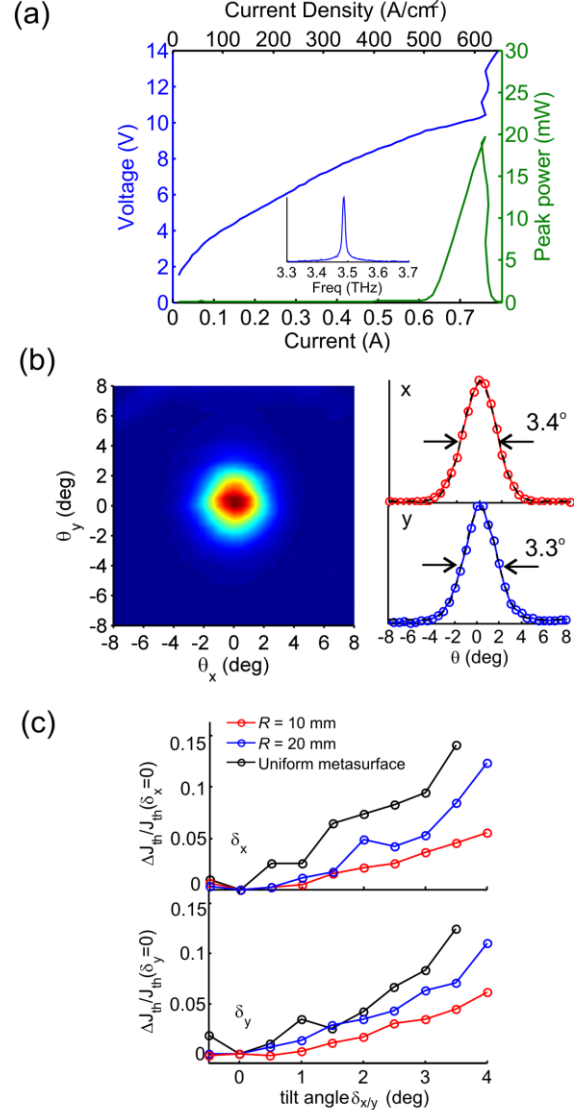 (a)
Current Density (A/cm²)
0 100 200 300 400 500 600
14
12
10
8
6
4
2
0
Voltage (V)
30
25
20
15
10
5
0
Peak power (mW)
3.3 3.4 3.5 3.6 3.7
Freq (THz)
0 0.1 0.2 0.3 0.4 0.5 0.6 0.7
Current (A)
(b)
8
6
4
2
0
-2
-4
-6
-8
θy (deg)
-8 -6 -4 -2 0 2 4 6 8
θx (deg)
x
3.4°
y
3.3°
-8 -6 -4 -2 0 2 4 6 8
θ (deg)
(c)
R = 10 mm
R = 20 mm
Uniform metasurface
0.15
0.1
0.05
0
ΔJth/Jth(δx=0)
δx
0.15
0.1
0.05
0
ΔJth/Jth(δy=0)
δy
0 1 2 3 4
tilt angle δx/y (deg)